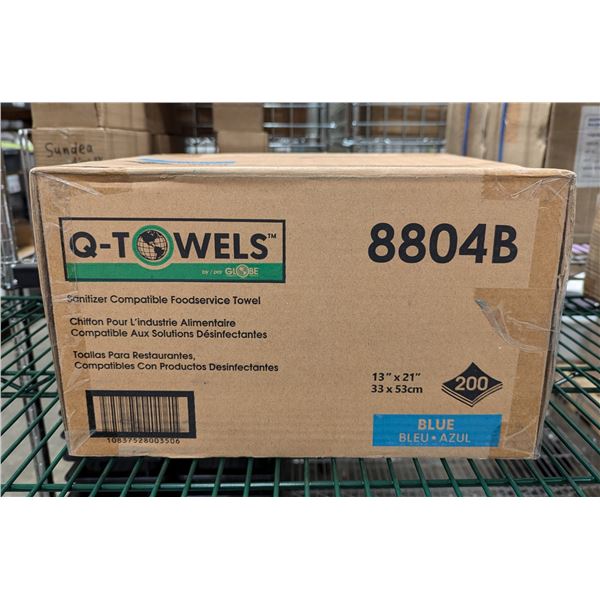 Sundea
Q-TOWELS™
by / par GLOBE
8804B
Sanitizer Compatible Foodservice Towel
Chiffon Pour L'industrie Alimentaire
Compatible Aux Solutions Désinfectantes
Toallas Para Restaurantes,
Compatibles Con Productos Desinfectantes
13" x 21"
33 x 53cm
200
10837528003506
BLUE
BLEU • AZUL